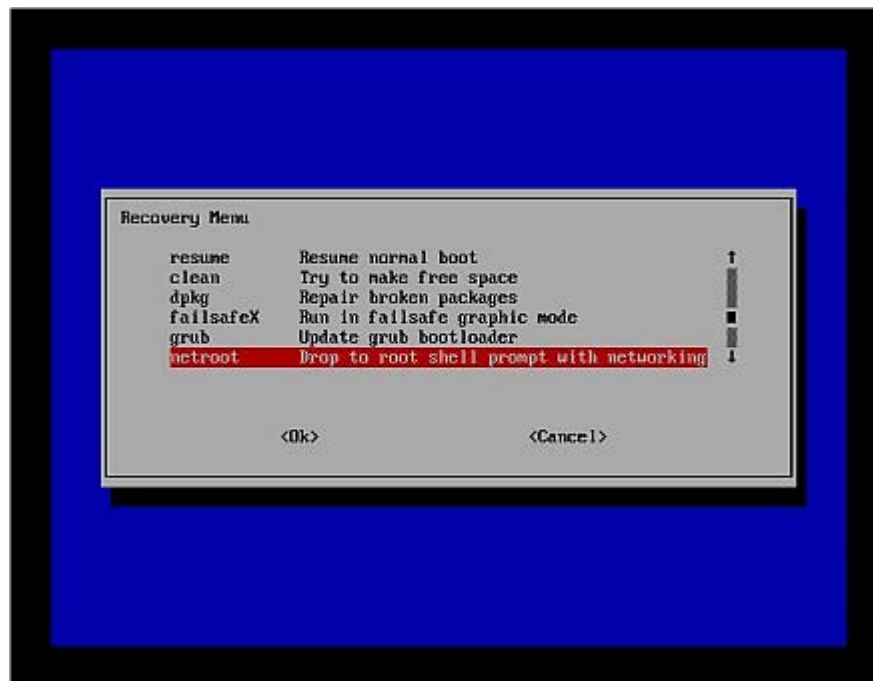 Recovery Menu
resume Resume normal boot
clean Try to make free space
dpkg Repair broken packages
failsafeX Run in failsafe graphic mode
grub Update grub bootloader
netroot Drop to root shell prompt with networking
<Ok> <Cancel>